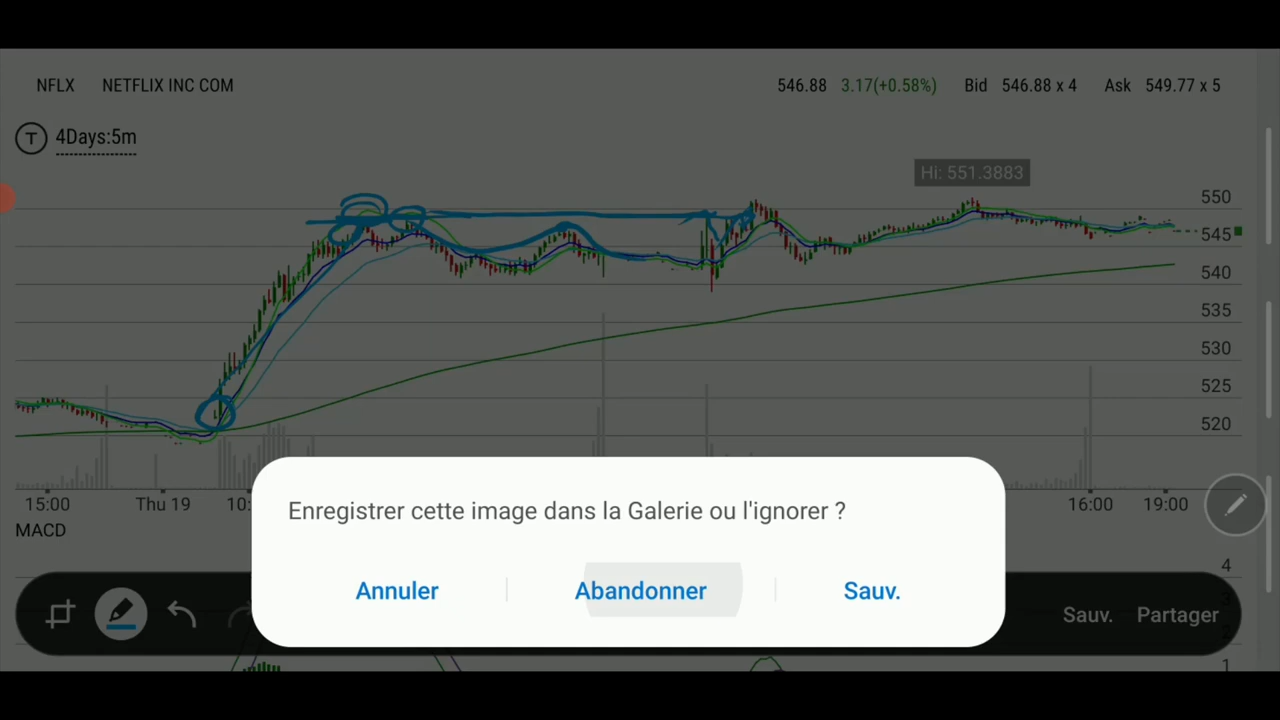 NFLX NETFLIX INC COM 546.88 3.17(+0.58%) Bid 546.88 x 4 Ask 549.77 x 5
T 4Days:5m
Hi: 551.3883
550
545
540
535
530
525
520
15:00 Thu 19 10: 16:00 19:00
MACD
Enregistrer cette image dans la Galerie ou l'ignorer ?
Annuler Abandonner Sauv.
4
Sauv. Partager
1